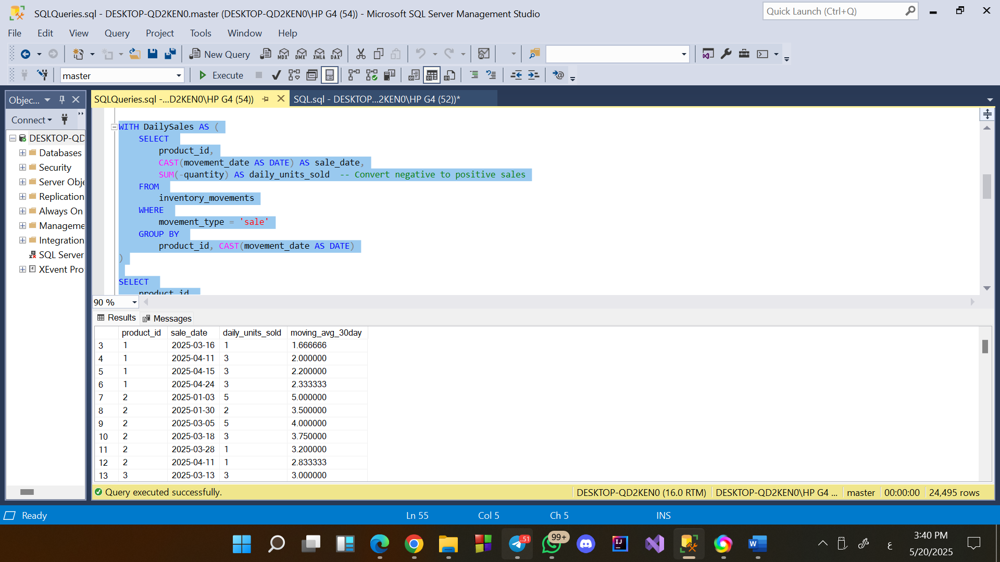 SQLQueries.sql - DESKTOP-QD2KEN0.master (DESKTOP-QD2KEN0\HP G4 (54)) - Microsoft SQL Server Management Studio
Quick Launch (Ctrl+Q)
File Edit View Query Project Tools Window Help
New Query MDX DMX XMLA DAX
master Execute
Objec...
SQLQueries.sql -...D2KEN0\HP G4 (54))
SQL.sql - DESKTOP...2KEN0\HP G4 (52))*
Connect
DESKTOP-QD
Databases
Security
Server Obje
Replication
Always On
Manageme
Integration
SQL Server
XEvent Pro
WITH DailySales AS (
SELECT
product_id,
CAST(movement_date AS DATE) AS sale_date,
SUM(-quantity) AS daily_units_sold -- Convert negative to positive sales
FROM
inventory_movements
WHERE
movement_type = 'sale'
GROUP BY
product_id, CAST(movement_date AS DATE)
)
SELECT
product_id
90 %
Results Messages
product_id sale_date daily_units_sold moving_avg_30day
3 1 2025-03-16 1 1.666666
4 1 2025-04-11 3 2.000000
5 1 2025-04-15 3 2.200000
6 1 2025-04-24 3 2.333333
7 2 2025-01-03 5 5.000000
8 2 2025-01-30 2 3.500000
9 2 2025-03-05 5 4.000000
10 2 2025-03-18 3 3.750000
11 2 2025-03-28 1 3.200000
12 2 2025-04-11 1 2.833333
13 3 2025-03-13 3 3.000000
Query executed successfully. DESKTOP-QD2KEN0 (16.0 RTM) DESKTOP-QD2KEN0\HP G4 ... master 00:00:00 24,495 rows
Ready Ln 55 Col 5 Ch 5 INS
..51
99+
IJ
W
ع
3:40 PM
5/20/2025